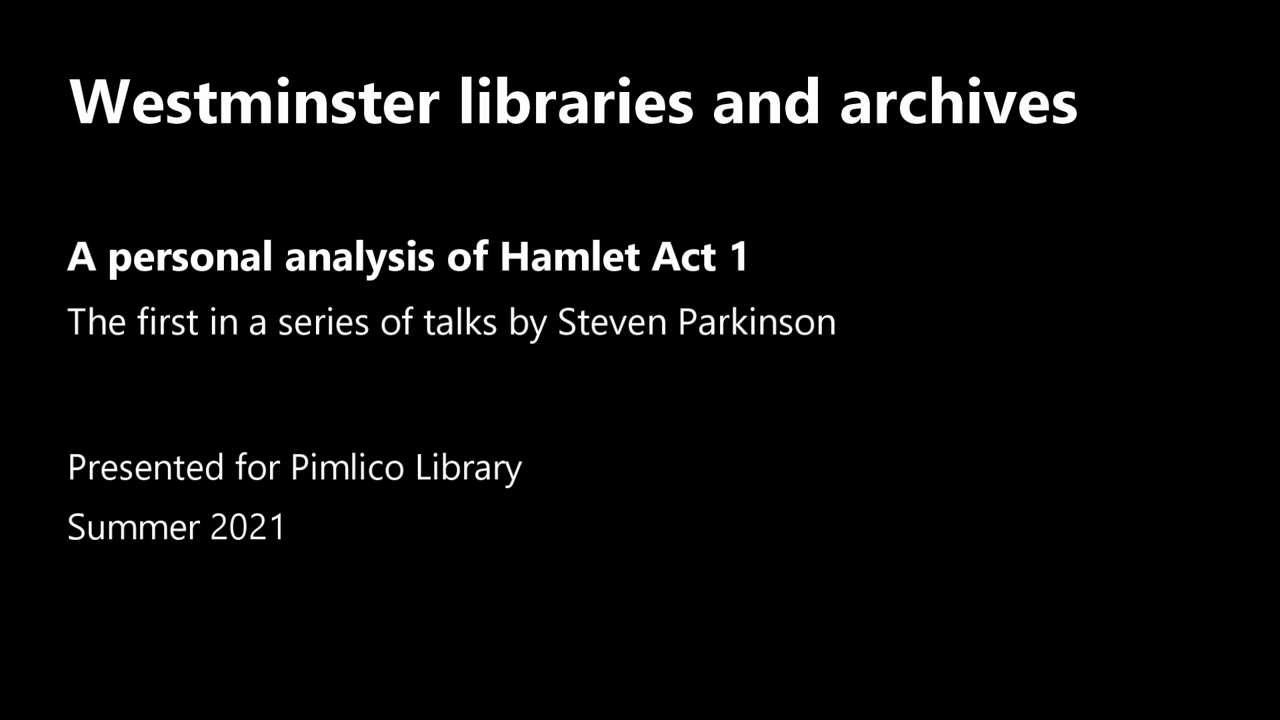 Westminster libraries and archives
A personal analysis of Hamlet Act 1
The first in a series of talks by Steven Parkinson
Presented for Pimlico Library
Summer 2021